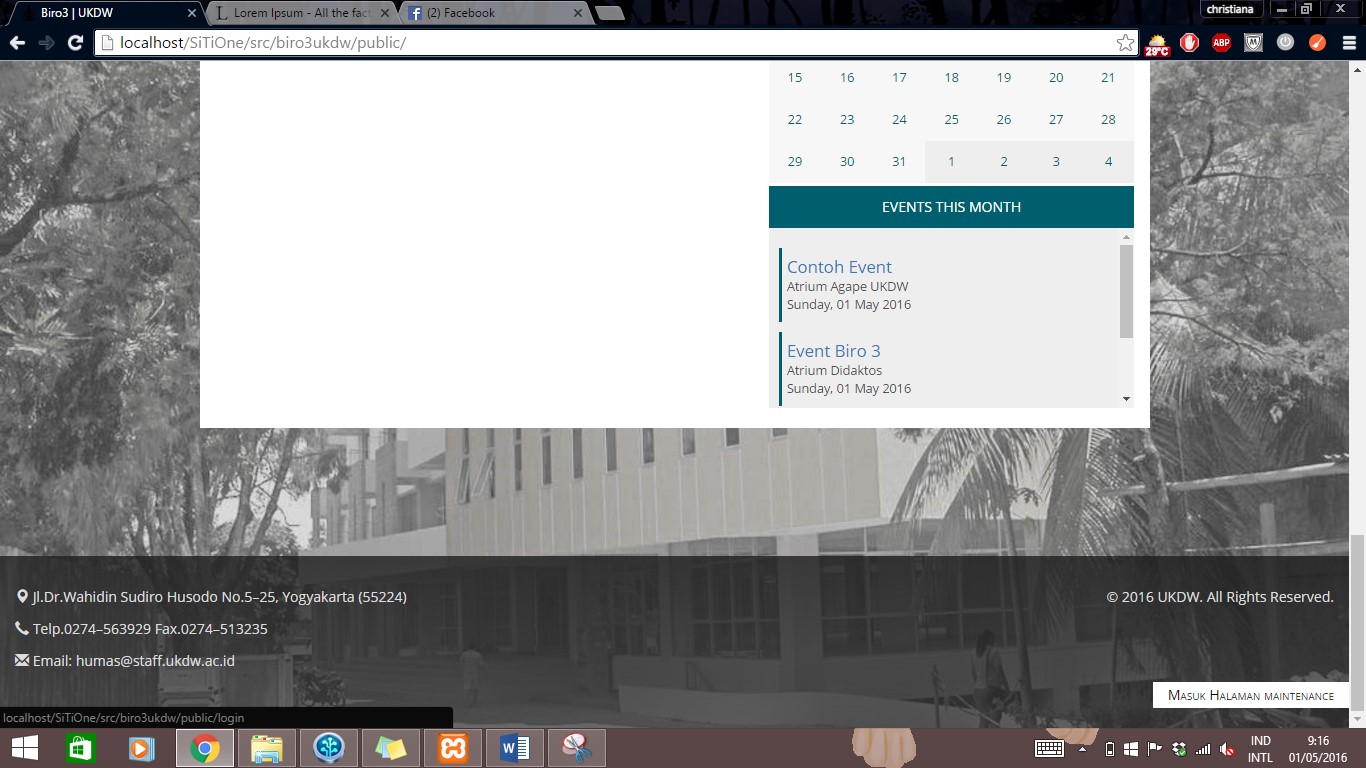 Biro3 | UKDW
Lorem Ipsum - All the fact
(2) Facebook
christiana
localhost/SiTiOne/src/biro3ukdw/public/
29°C
ABP
15 16 17 18 19 20 21
22 23 24 25 26 27 28
29 30 31 1 2 3 4
EVENTS THIS MONTH
Contoh Event
Atrium Agape UKDW
Sunday, 01 May 2016
Event Biro 3
Atrium Didaktos
Sunday, 01 May 2016
Jl.Dr.Wahidin Sudiro Husodo No.5–25, Yogyakarta (55224)
© 2016 UKDW. All Rights Reserved.
Telp.0274–563929 Fax.0274–513235
Email: humas@staff.ukdw.ac.id
Masuk Halaman maintenance
localhost/SiTiOne/src/biro3ukdw/public/login
IND 9:16
INTL 01/05/2016